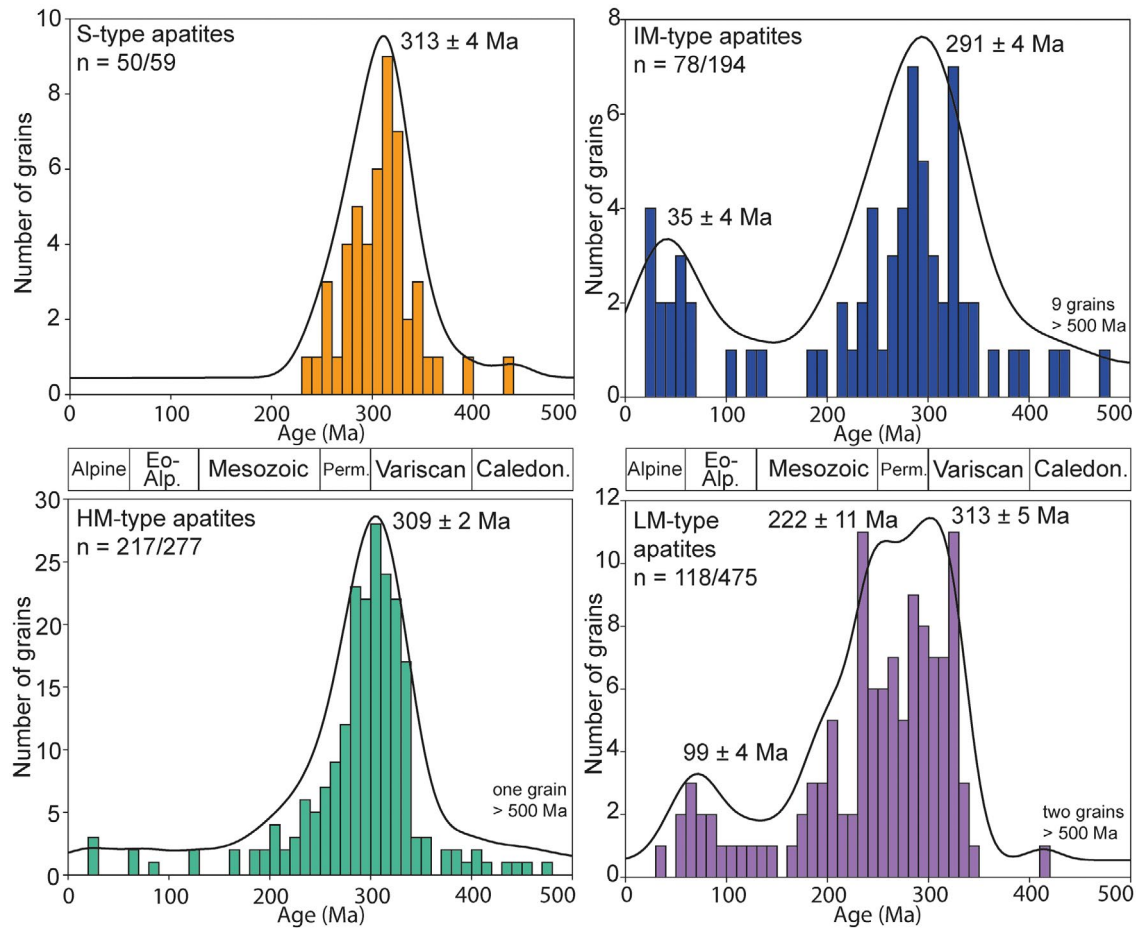 S-type apatites
n = 50/59
313 ± 4 Ma
Number of grains
10
8
6
4
2
0
0 100 200 300 400 500
Age (Ma)
IM-type apatites
n = 78/194
291 ± 4 Ma
35 ± 4 Ma
9 grains
> 500 Ma
Number of grains
8
6
4
2
0
0 100 200 300 400 500
Age (Ma)
Alpine Eo-Alp. Mesozoic Perm. Variscan Caledon.
Alpine Eo-Alp. Mesozoic Perm. Variscan Caledon.
HM-type apatites
n = 217/277
309 ± 2 Ma
one grain
> 500 Ma
Number of grains
30
25
20
15
10
5
0
0 100 200 300 400 500
Age (Ma)
LM-type
apatites
n = 118/475
222 ± 11 Ma
313 ± 5 Ma
99 ± 4 Ma
two grains
> 500 Ma
Number of grains
12
10
8
6
4
2
0
0 100 200 300 400 500
Age (Ma)